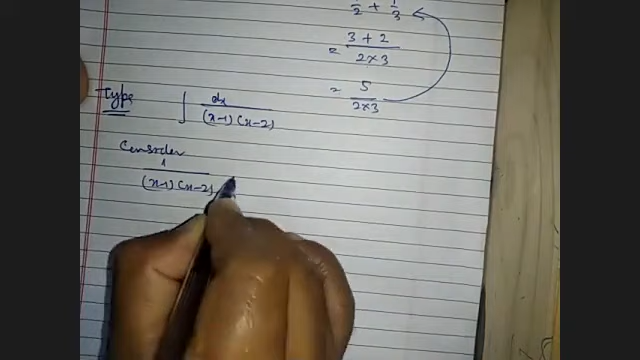 1/2 + 1/3
= 3 + 2 / 2×3
= 5 / 2×3
Type ∫ dx / (x-1)(x-2)
Consider
1 / (x-1)(x-2)